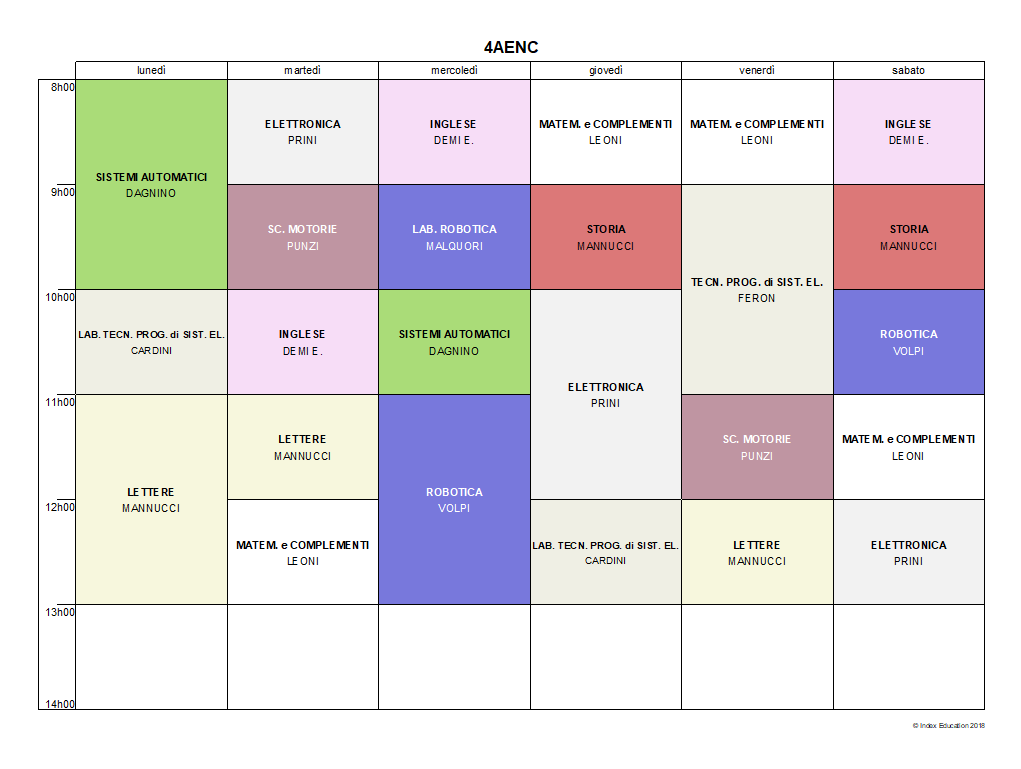 4AENC
lunedì martedì mercoledì giovedì venerdì sabato
8h00
ELETTRONICA INGLESE MATEM. e COMPLEMENTI MATEM. e COMPLEMENTI INGLESE
PRINI DEMI E. LEONI LEONI DEMI E.
SISTEMI AUTOMATICI
DAGNINO
9h00
SC. MOTORIE LAB. ROBOTICA STORIA STORIA
PUNZI MALQUORI MANNUCCI MANNUCCI
TECN. PROG. di SIST. EL.
FERON
10h00
LAB. TECN. PROG. di SIST. EL. INGLESE SISTEMI AUTOMATICI ROBOTICA
CARDINI DEMI E. DAGNINO VOLPI
ELETTRONICA
PRINI
11h00
LETTERE SC. MOTORIE MATEM. e COMPLEMENTI
MANNUCCI PUNZI LEONI
LETTERE ROBOTICA
MANNUCCI VOLPI
12h00
MATEM. e COMPLEMENTI LAB. TECN. PROG. di SIST. EL. LETTERE ELETTRONICA
LEONI CARDINI MANNUCCI PRINI
13h00
14h00
© Index Education 2018